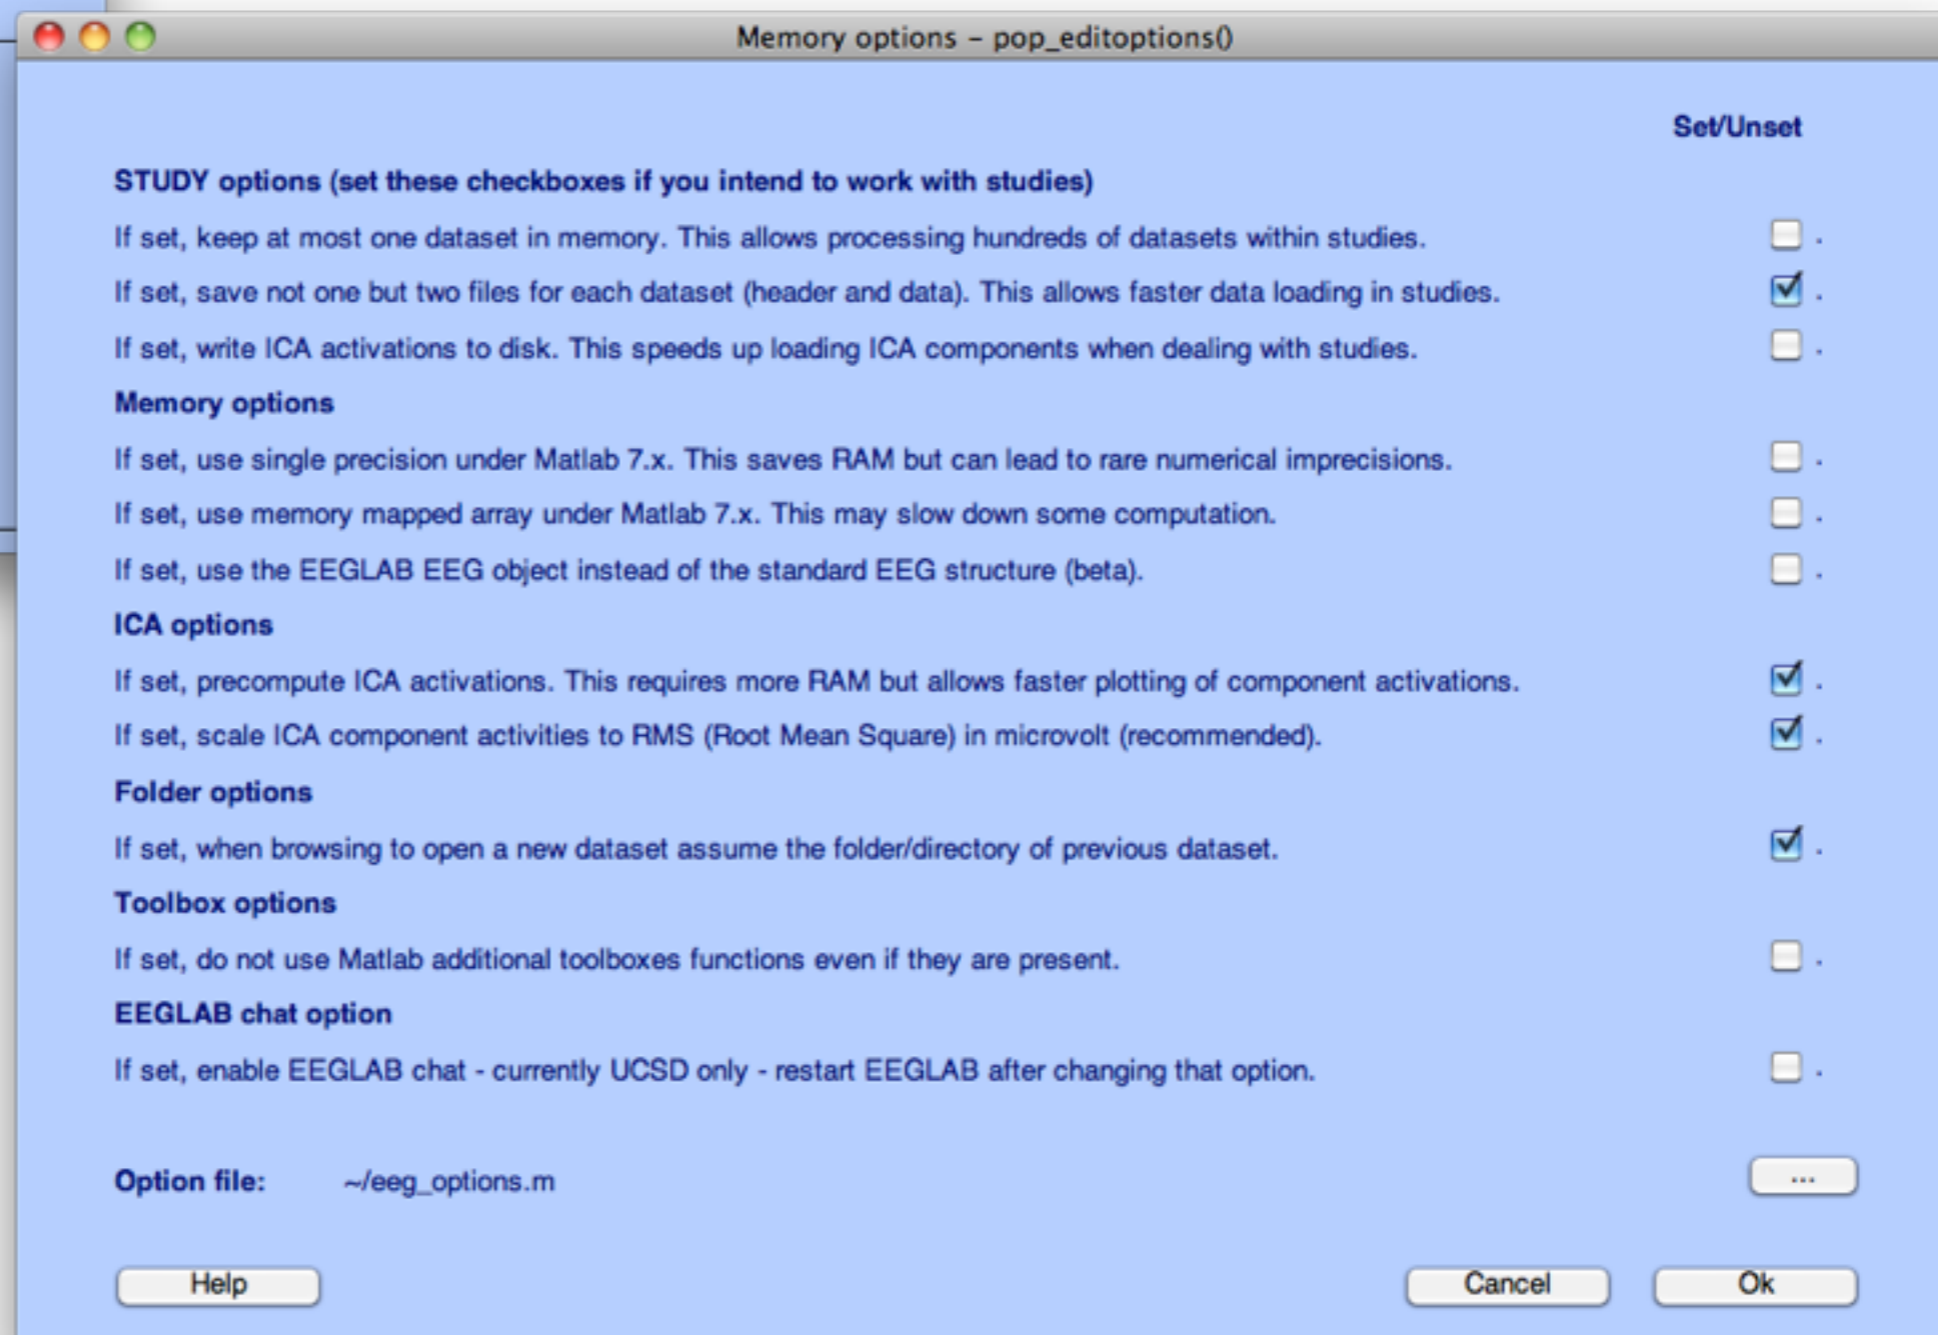 Memory options – pop_editoptions()
Set/Unset
STUDY options (set these checkboxes if you intend to work with studies)
If set, keep at most one dataset in memory. This allows processing hundreds of datasets within studies. .
If set, save not one but two files for each dataset (header and data). This allows faster data loading in studies. .
If set, write ICA activations to disk. This speeds up loading ICA components when dealing with studies. .
Memory options
If set, use single precision under Matlab 7.x. This saves RAM but can lead to rare numerical imprecisions. .
If set, use memory mapped array under Matlab 7.x. This may slow down some computation. .
If set, use the EEGLAB EEG object instead of the standard EEG structure (beta). .
ICA options
If set, precompute ICA activations. This requires more RAM but allows faster plotting of component activations. .
If set, scale ICA component activities to RMS (Root Mean Square) in microvolt (recommended). .
Folder options
If set, when browsing to open a new dataset assume the folder/directory of previous dataset. .
Toolbox options
If set, do not use Matlab additional toolboxes functions even if they are present. .
EEGLAB chat option
If set, enable EEGLAB chat - currently UCSD only - restart EEGLAB after changing that option. .
Option file: ~/eeg_options.m ...
Help Cancel Ok